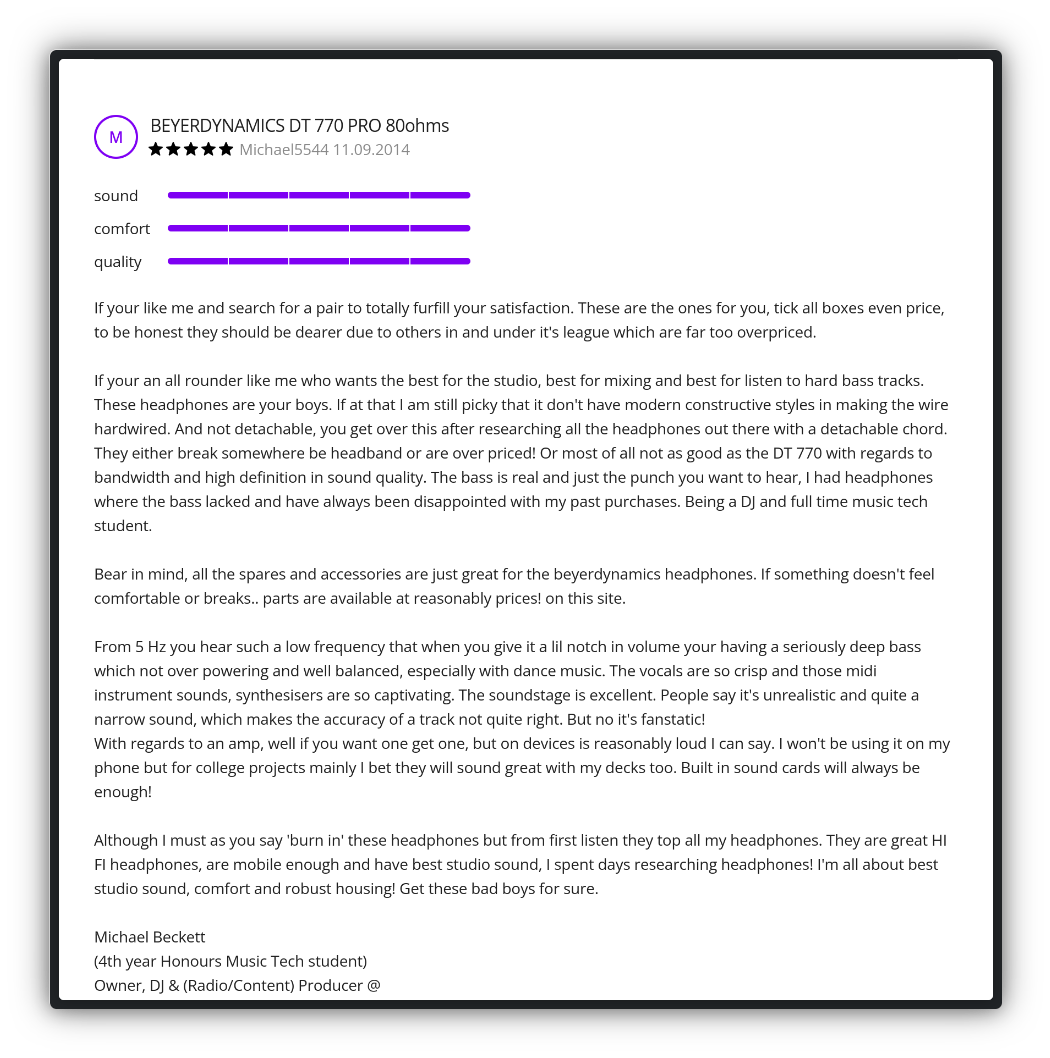 M
BEYERDYNAMICS DT 770 PRO 80ohms
Michael5544 11.09.2014
sound
comfort
quality
If your like me and search for a pair to totally furfill your satisfaction. These are the ones for you, tick all boxes even price,
to be honest they should be dearer due to others in and under it's league which are far too overpriced.
If your an all rounder like me who wants the best for the studio, best for mixing and best for listen to hard bass tracks.
These headphones are your boys. If at that I am still picky that it don't have modern constructive styles in making the wire
hardwired. And not detachable, you get over this after researching all the headphones out there with a detachable chord.
They either break somewhere be headband or are over priced! Or most of all not as good as the DT 770 with regards to
bandwidth and high definition in sound quality. The bass is real and just the punch you want to hear, I had headphones
where the bass lacked and have always been disappointed with my past purchases. Being a DJ and full time music tech
student.
Bear in mind, all the spares and accessories are just great for the beyerdynamics headphones. If something doesn't feel
comfortable or breaks.. parts are available at reasonably prices! on this site.
From 5 Hz you hear such a low frequency that when you give it a lil notch in volume your having a seriously deep bass
which not over powering and well balanced, especially with dance music. The vocals are so crisp and those midi
instrument sounds, synthesisers are so captivating. The soundstage is excellent. People say it's unrealistic and quite a
narrow sound, which makes the accuracy of a track not quite right. But no it's fanstatic!
With regards to an amp, well if you want one get one, but on devices is reasonably loud I can say. I won't be using it on my
phone but for college projects mainly I bet they will sound great with my decks too. Built in sound cards will always be
enough!
Although I must as you say 'burn in' these headphones but from first listen they top all my headphones. They are great HI
FI headphones, are mobile enough and have best studio sound, I spent days researching headphones! I'm all about best
studio sound, comfort and robust housing! Get these bad boys for sure.
Michael Beckett
(4th year Honours Music Tech student)
Owner, DJ & (Radio/Content) Producer @